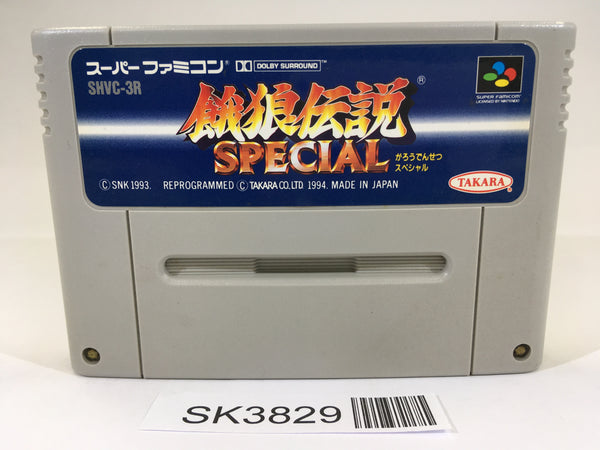 スーパーファミコン® DOLBY SURROUND™
SHVC-3R
SUPER FAMICOM
LICENSED BY NINTENDO
餓狼伝説®
SPECIAL
がろうでんせつ
スペシャル
Ⓒ SNK 1993. REPROGRAMMED Ⓒ TAKARA CO.,LTD. 1994. MADE IN JAPAN
TAKARA®
SK3829